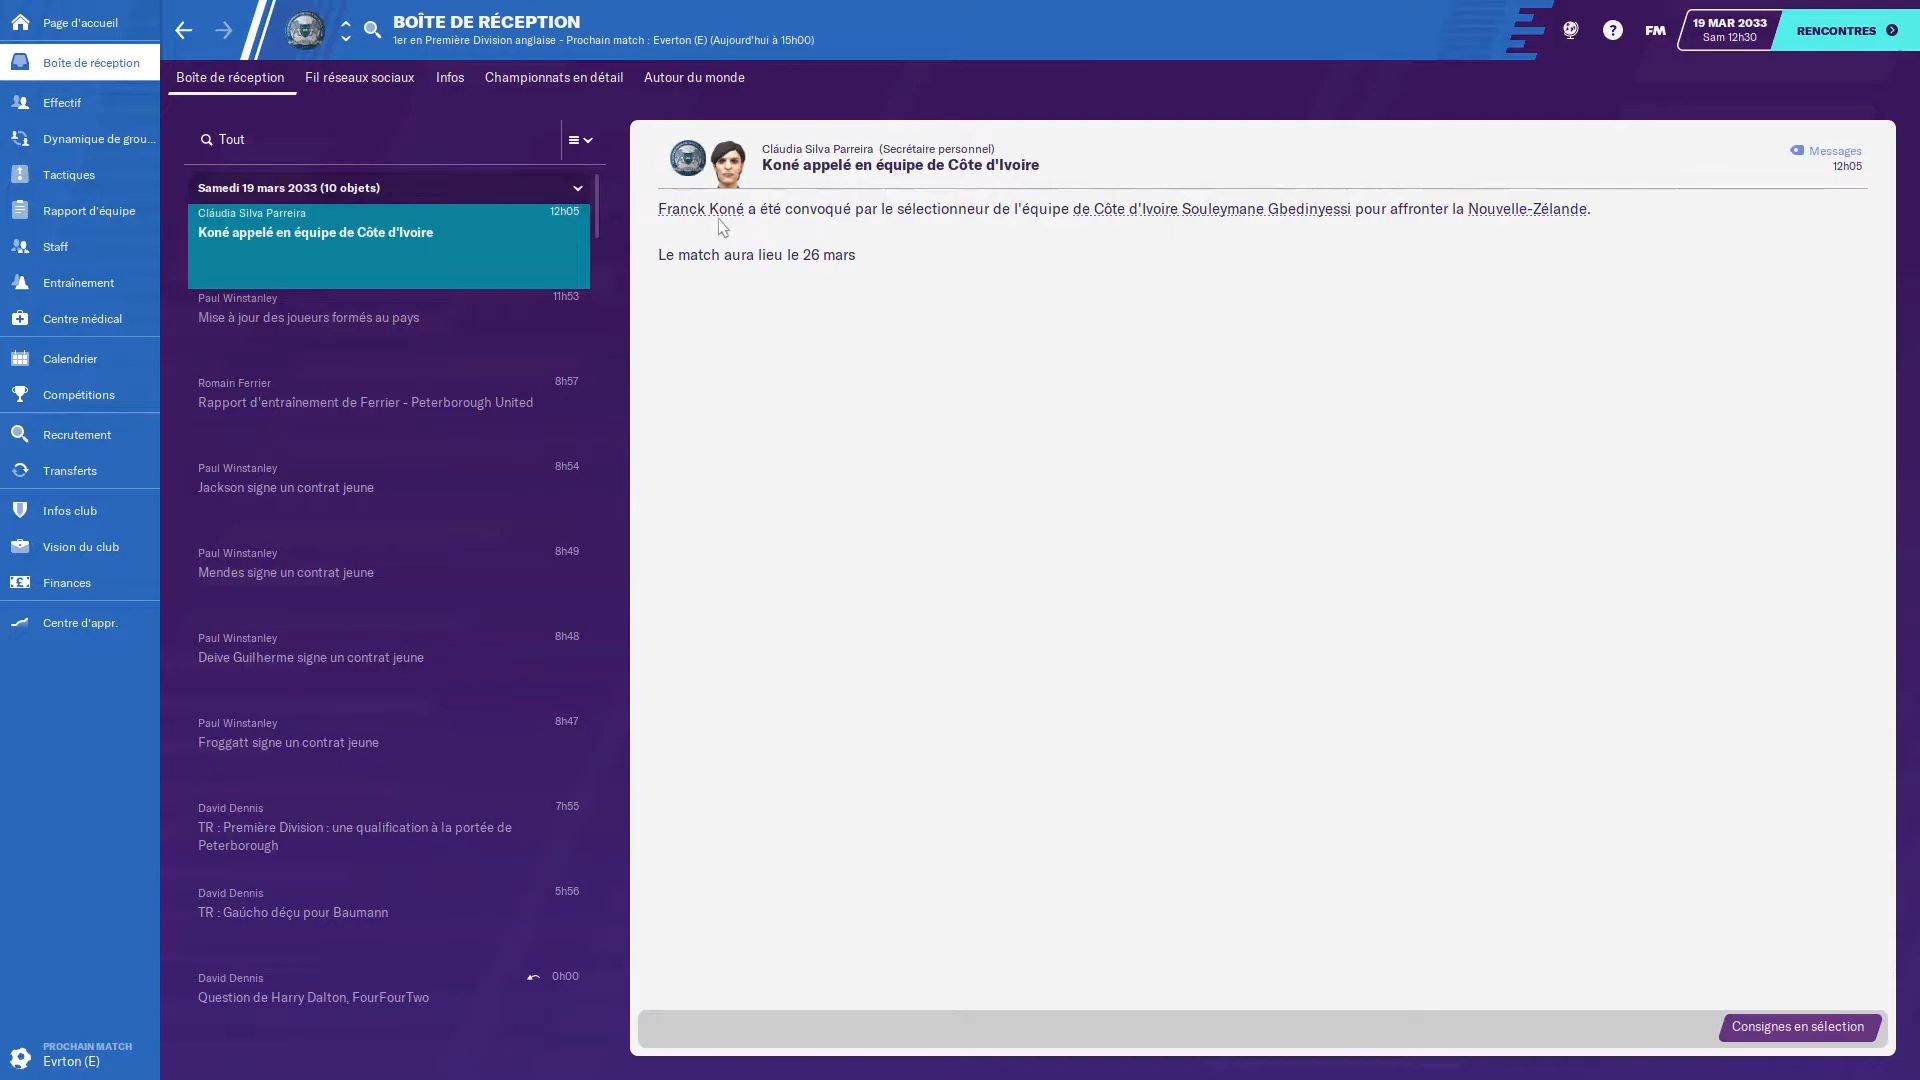 Page d'accueil
Boîte de réception
Effectif
Dynamique de grou...
Tactiques
Rapport d'équipe
Staff
Entraînement
Centre médical
Calendrier
Compétitions
Recrutement
Transferts
Infos club
Vision du club
Finances
Centre d'appr.
PROCHAIN MATCH
Evrton (E)
BOÎTE DE RÉCEPTION
1er en Première Division anglaise - Prochain match : Everton (E) (Aujourd'hui à 15h00)
FM
19 MAR 2033
Sam 12h30
RENCONTRES
Boîte de réception
Fil réseaux sociaux
Infos
Championnats en détail
Autour du monde
Tout
Samedi 19 mars 2033 (10 objets)
Cláudia Silva Parreira 12h05
Koné appelé en équipe de Côte d'Ivoire
Paul Winstanley 11h53
Mise à jour des joueurs formés au pays
Romain Ferrier 8h57
Rapport d'entraînement de Ferrier - Peterborough United
Paul Winstanley 8h54
Jackson signe un contrat jeune
Paul Winstanley 8h49
Mendes signe un contrat jeune
Paul Winstanley 8h48
Deive Guilherme signe un contrat jeune
Paul Winstanley 8h47
Froggatt signe un contrat jeune
David Dennis 7h55
TR : Première Division : une qualification à la portée de
Peterborough
David Dennis 5h56
TR : Gaúcho déçu pour Baumann
David Dennis 0h00
Question de Harry Dalton, FourFourTwo
Cláudia Silva Parreira (Secrétaire personnel)
Koné appelé en équipe de Côte d'Ivoire
Messages
12h05
Franck Koné a été convoqué par le sélectionneur de l'équipe de Côte d'Ivoire Souleymane Gbedinyessi pour affronter la Nouvelle-Zélande.
Le match aura lieu le 26 mars
Consignes en sélection